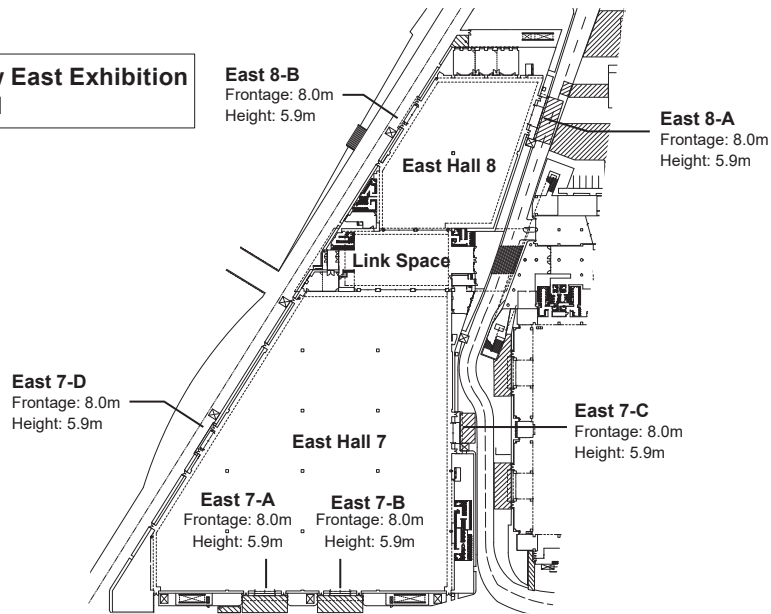 East Exhibition
East 8-B
Frontage: 8.0m
Height: 5.9m
East 8-A
Frontage: 8.0m
Height: 5.9m
East Hall 8
Link Space
East 7-D
Frontage: 8.0m
Height: 5.9m
East 7-C
Frontage: 8.0m
Height: 5.9m
East Hall 7
East 7-A
Frontage: 8.0m
Height: 5.9m
East 7-B
Frontage: 8.0m
Height: 5.9m